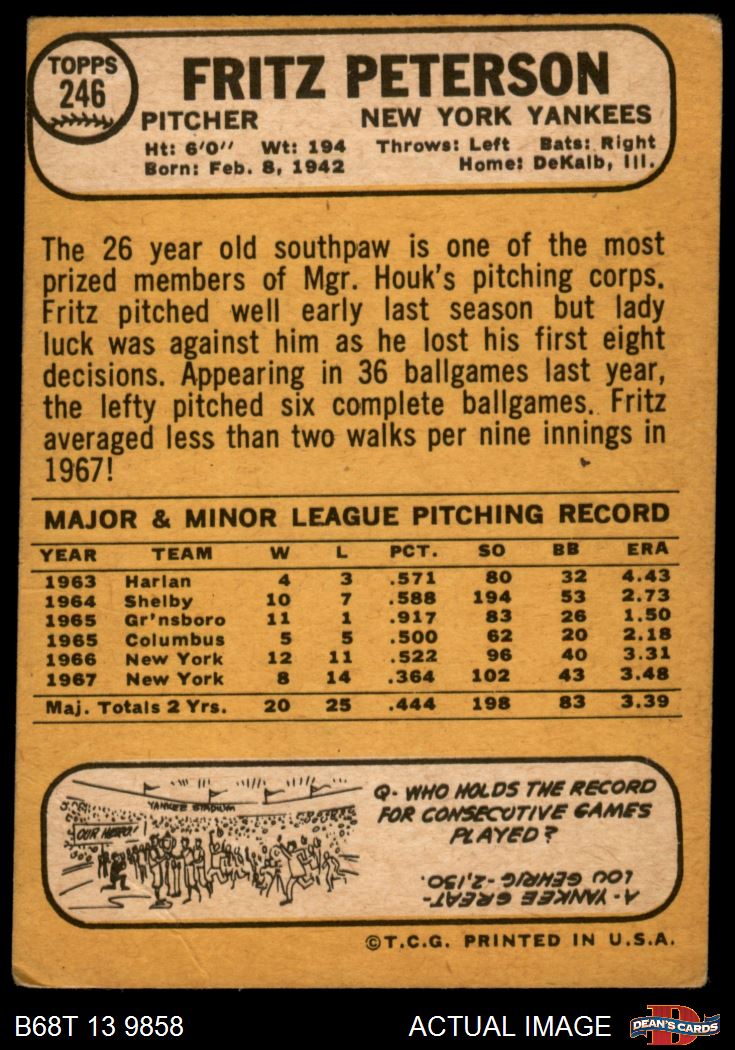 TOPPS
246
FRITZ PETERSON
PITCHER NEW YORK YANKEES
Ht: 6'0" Wt: 194 Throws: Left Bats: Right
Born: Feb. 8, 1942 Home: DeKalb, Ill.
The 26 year old southpaw is one of the most
prized members of Mgr. Houk's pitching corps.
Fritz pitched well early last season but lady
luck was against him as he lost his first eight
decisions. Appearing in 36 ballgames last year,
the lefty pitched six complete ballgames. Fritz
averaged less than two walks per nine innings in
1967!
MAJOR & MINOR LEAGUE PITCHING RECORD
YEAR TEAM W L PCT. SO BB ERA
1963 Harlan 4 3 .571 80 32 4.43
1964 Shelby 10 7 .588 194 53 2.73
1965 Gr'nsboro 11 1 .917 83 26 1.50
1965 Columbus 5 5 .500 62 20 2.18
1966 New York 12 11 .522 96 40 3.31
1967 New York 8 14 .364 102 43 3.48
Maj. Totals 2 Yrs. 20 25 .444 198 83 3.39
YANKEE STADIUM
OUR HERO!
Q- WHO HOLDS THE RECORD
FOR CONSECUTIVE GAMES
PLAYED?
A- YANKEE GREAT-
LOU GEHRIG-2,130.
©T.C.G. PRINTED IN U.S.A.
B68T 13 9858 ACTUAL IMAGE
D
DEAN'S CARDS